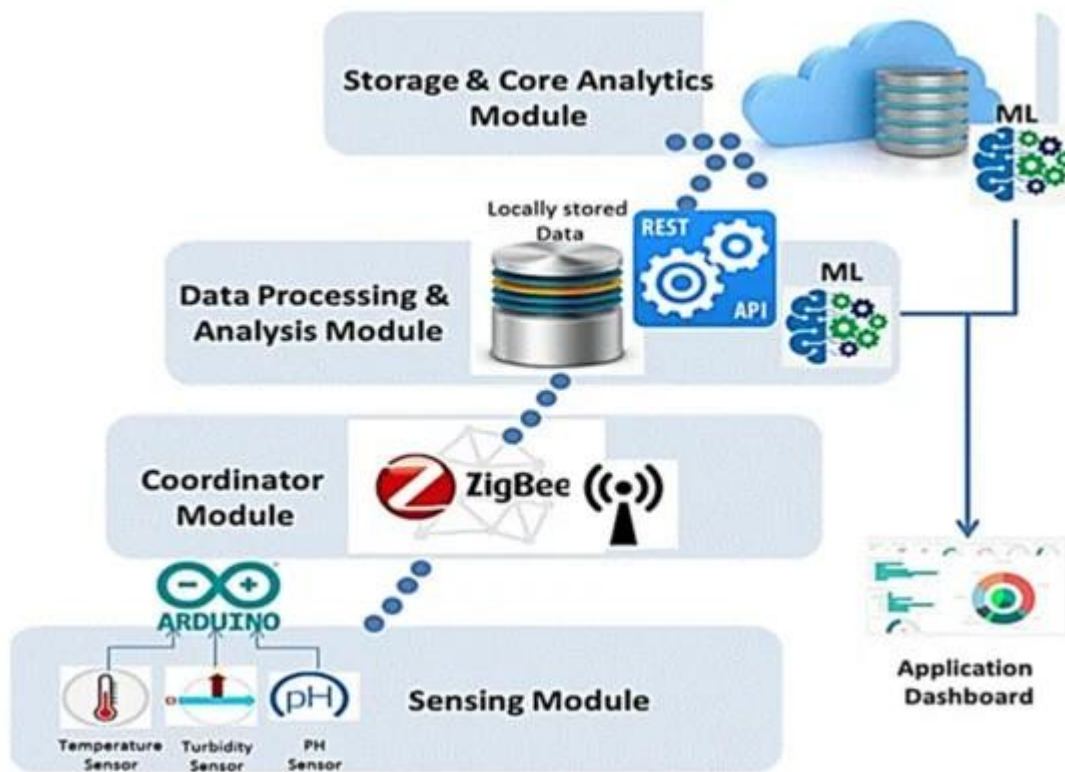 Storage & Core Analytics
Module
ML
Locally stored
Data
REST
API
Data Processing &
Analysis Module
ML
Coordinator
Module
ZigBee
ARDUINO
pH
Sensing Module
Temperature
Sensor
Turbidity
Sensor
PH
Sensor
Application
Dashboard